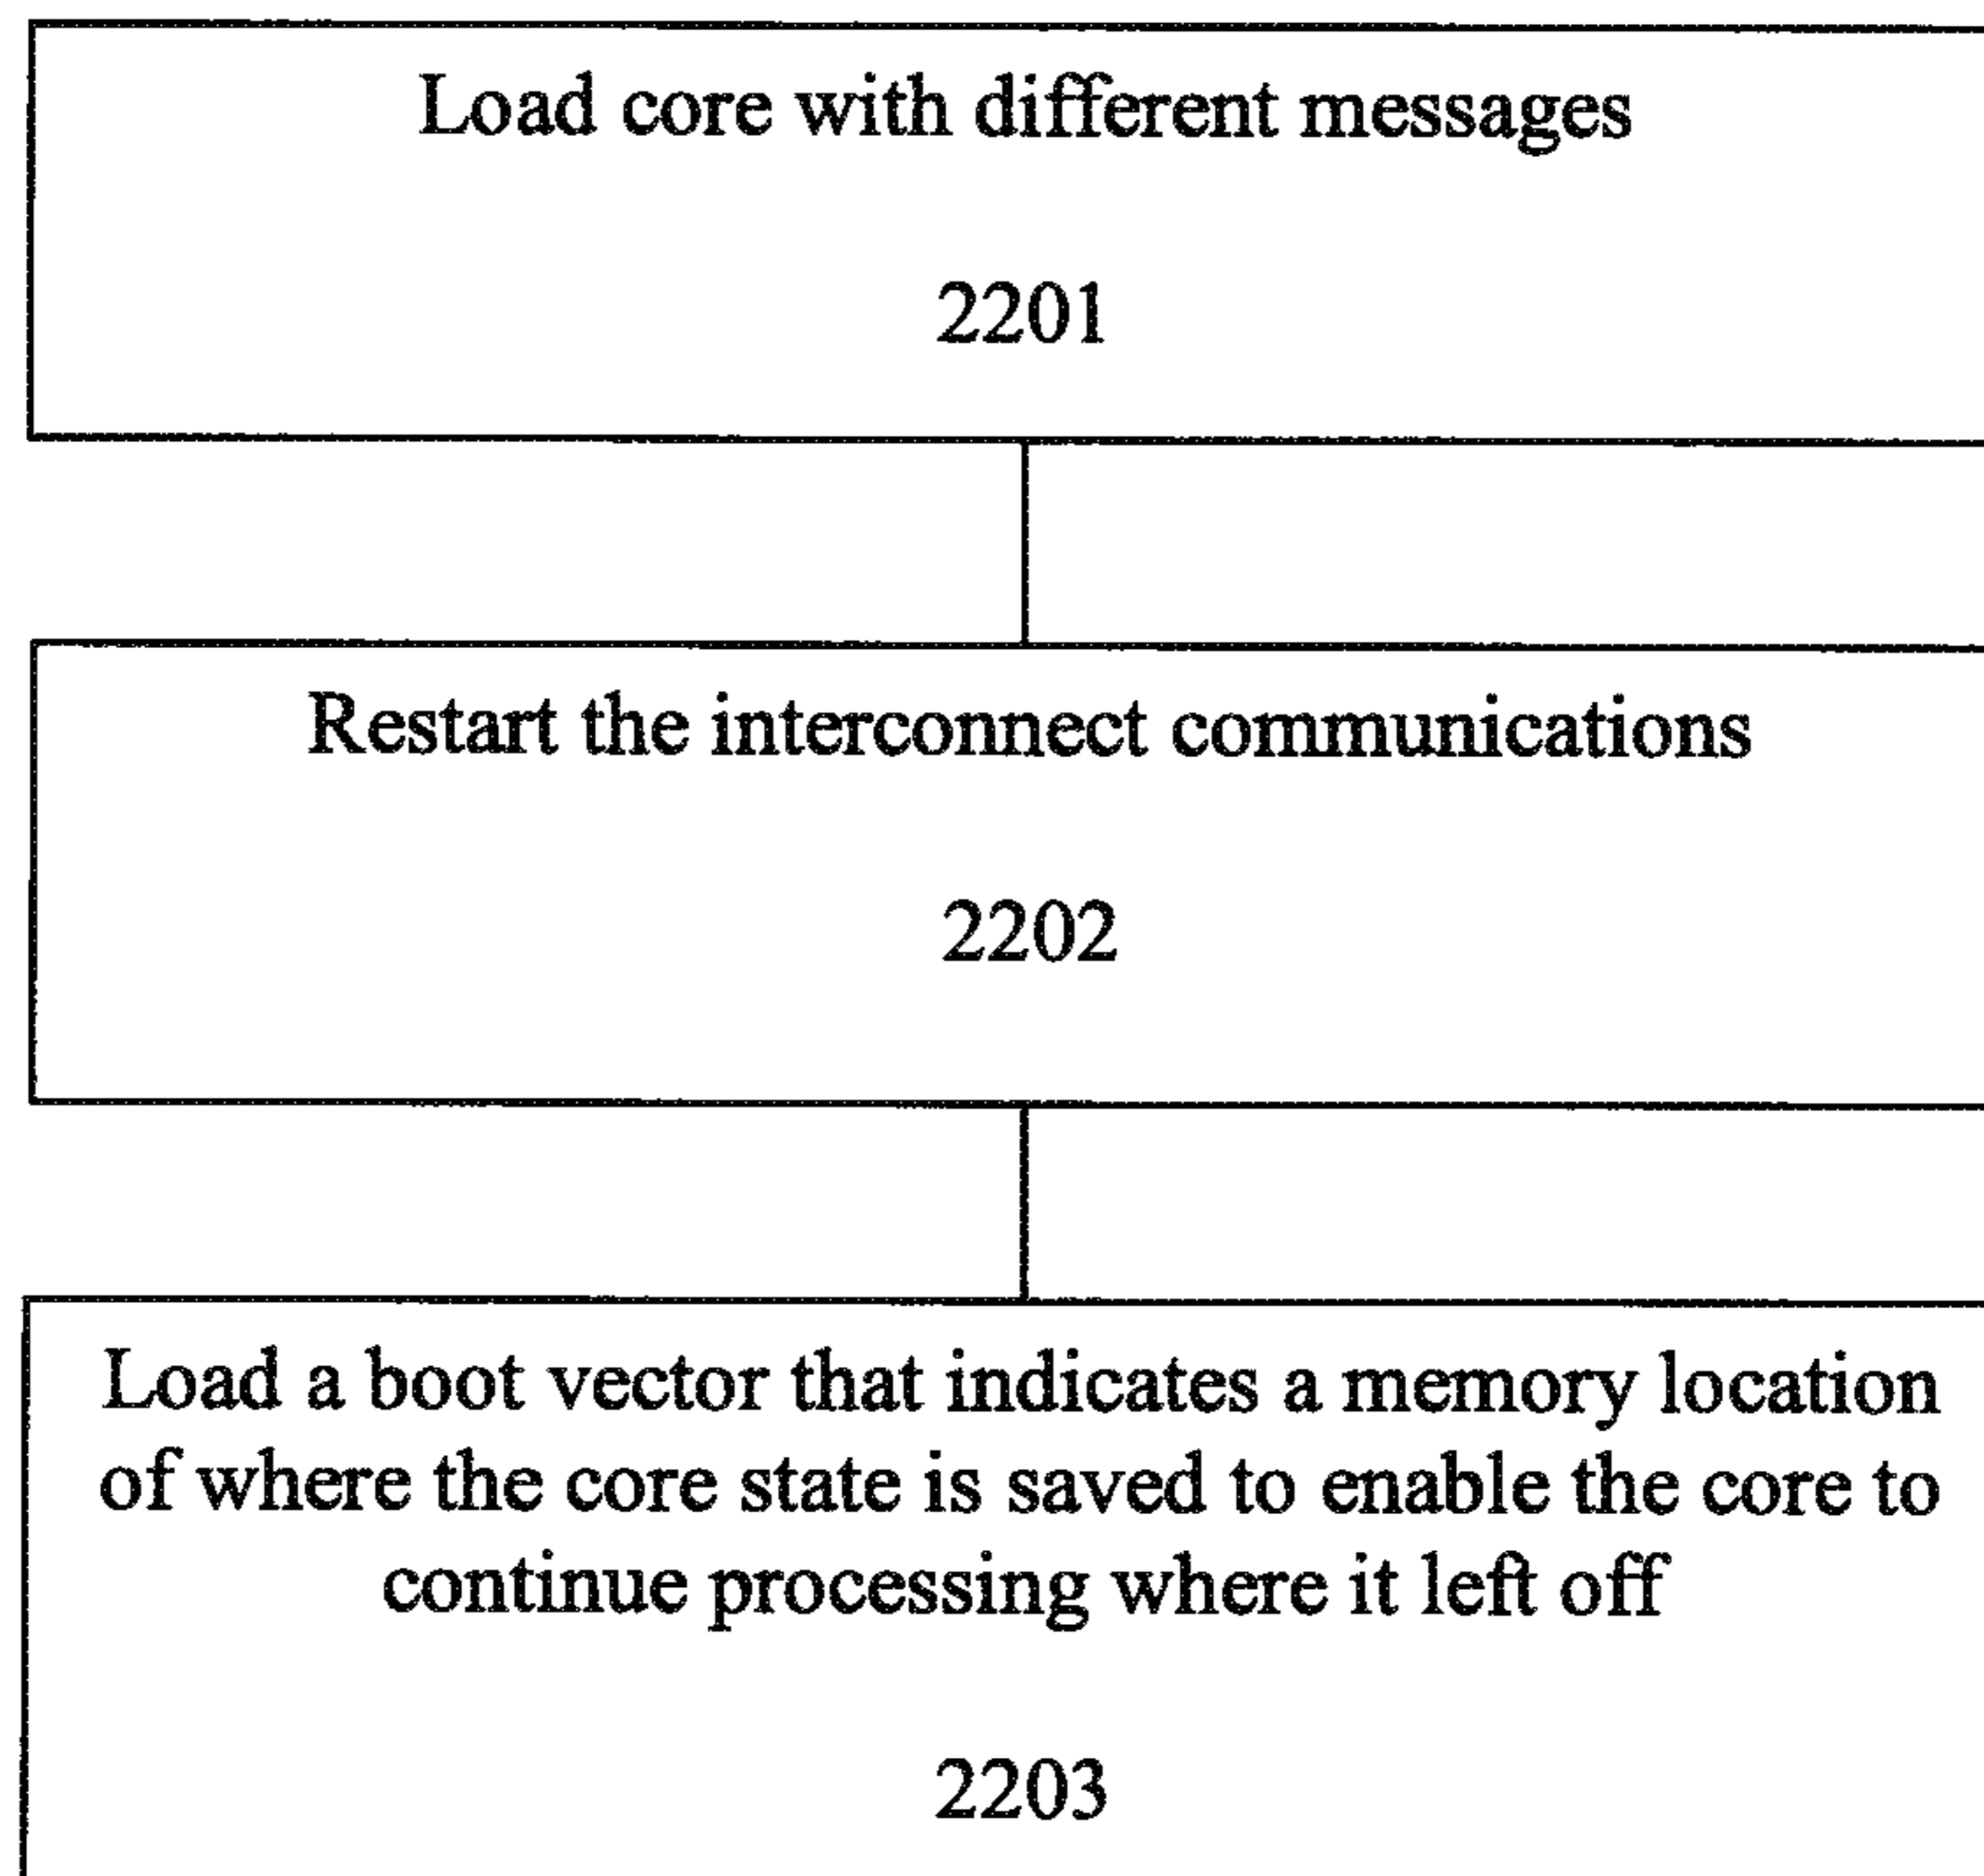 Load core with different messages
2201
Restart the interconnect communications
2202
Load a boot vector that indicates a memory location
of where the core state is saved to enable the core to
continue processing where it left off
2203